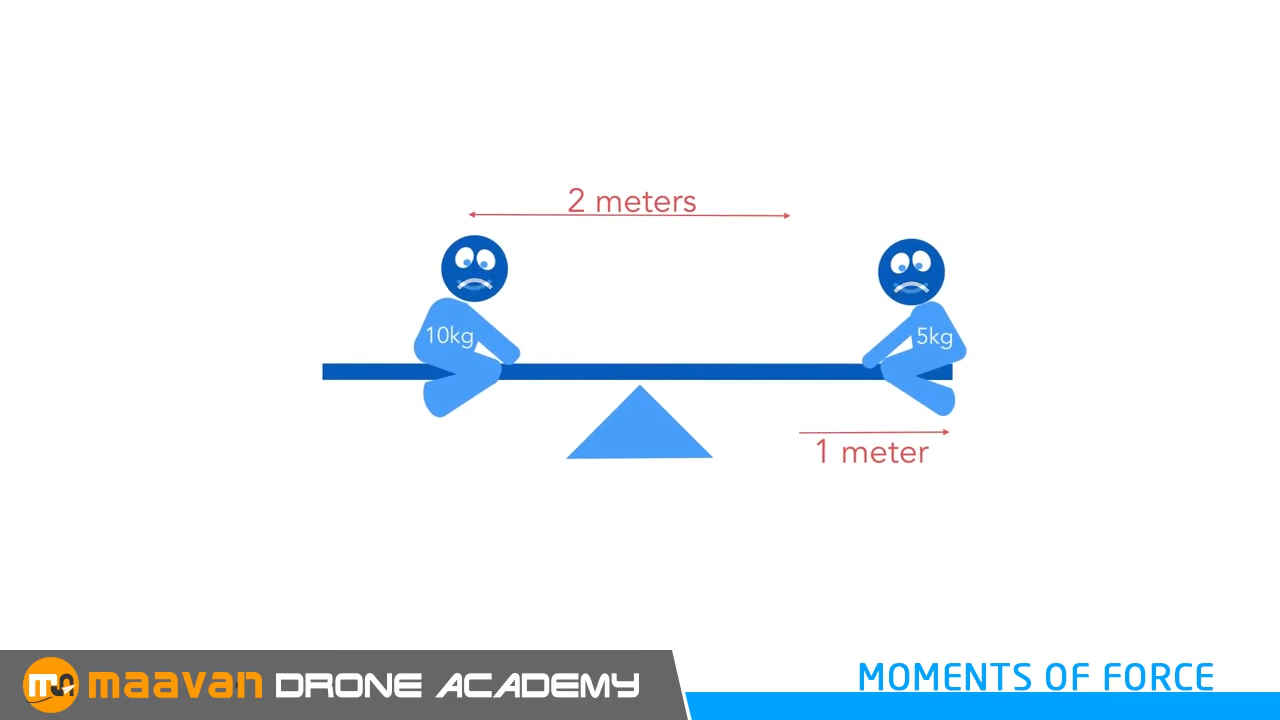 2 meters
10kg
5kg
1 meter
maavan DRONE ACADEMY
MOMENTS OF FORCE